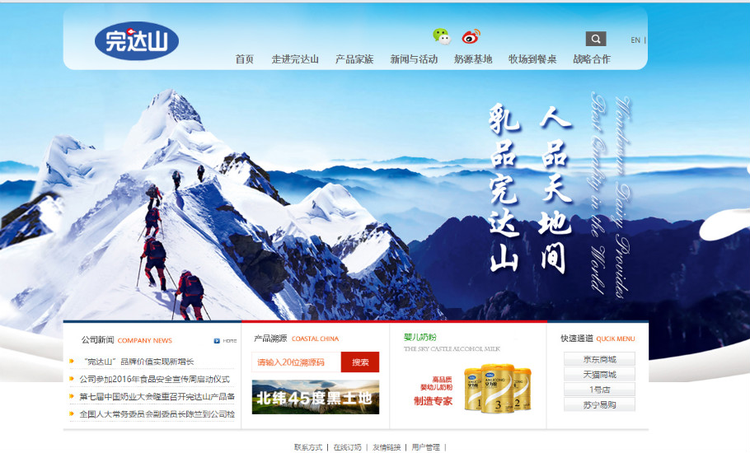 完达山
EN |
首页 走进完达山 产品家族 新闻与活动 奶源基地 牧场到餐桌 战略合作
人品天地间
乳品完达山
Wondersun Dairy Provides
Best Quality in the World
公司新闻 COMPANY NEWS
“完达山”品牌价值实现新增长
公司参加2016年食品安全宣传周启动仪式
第七届中国奶业大会隆重召开完达山产品备
全国人大常务委员会副委员长陈竺到公司检
产品溯源 COASTAL CHINA
请输入20位溯源码 搜索
北纬45度黑土地
婴儿奶粉
THE SKY CATTLE ALCOHOL MILK
高品质
婴幼儿奶粉
制造专家
1 3 2
快速通道 QUCIK MENU
京东商城
天猫商城
1号店
苏宁易购
联系方式 | 在线订奶 | 友情链接 | 用户管理 |